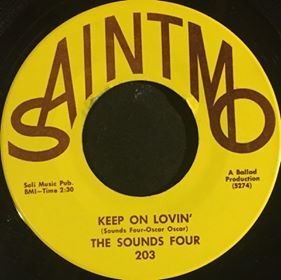 SAINTMO
Sali Music Pub.
BMI-Time 2:30
A Ballad
Production
(5274)
KEEP ON LOVIN'
(Sounds Four-Oscar Oscar)
THE SOUNDS FOUR
203